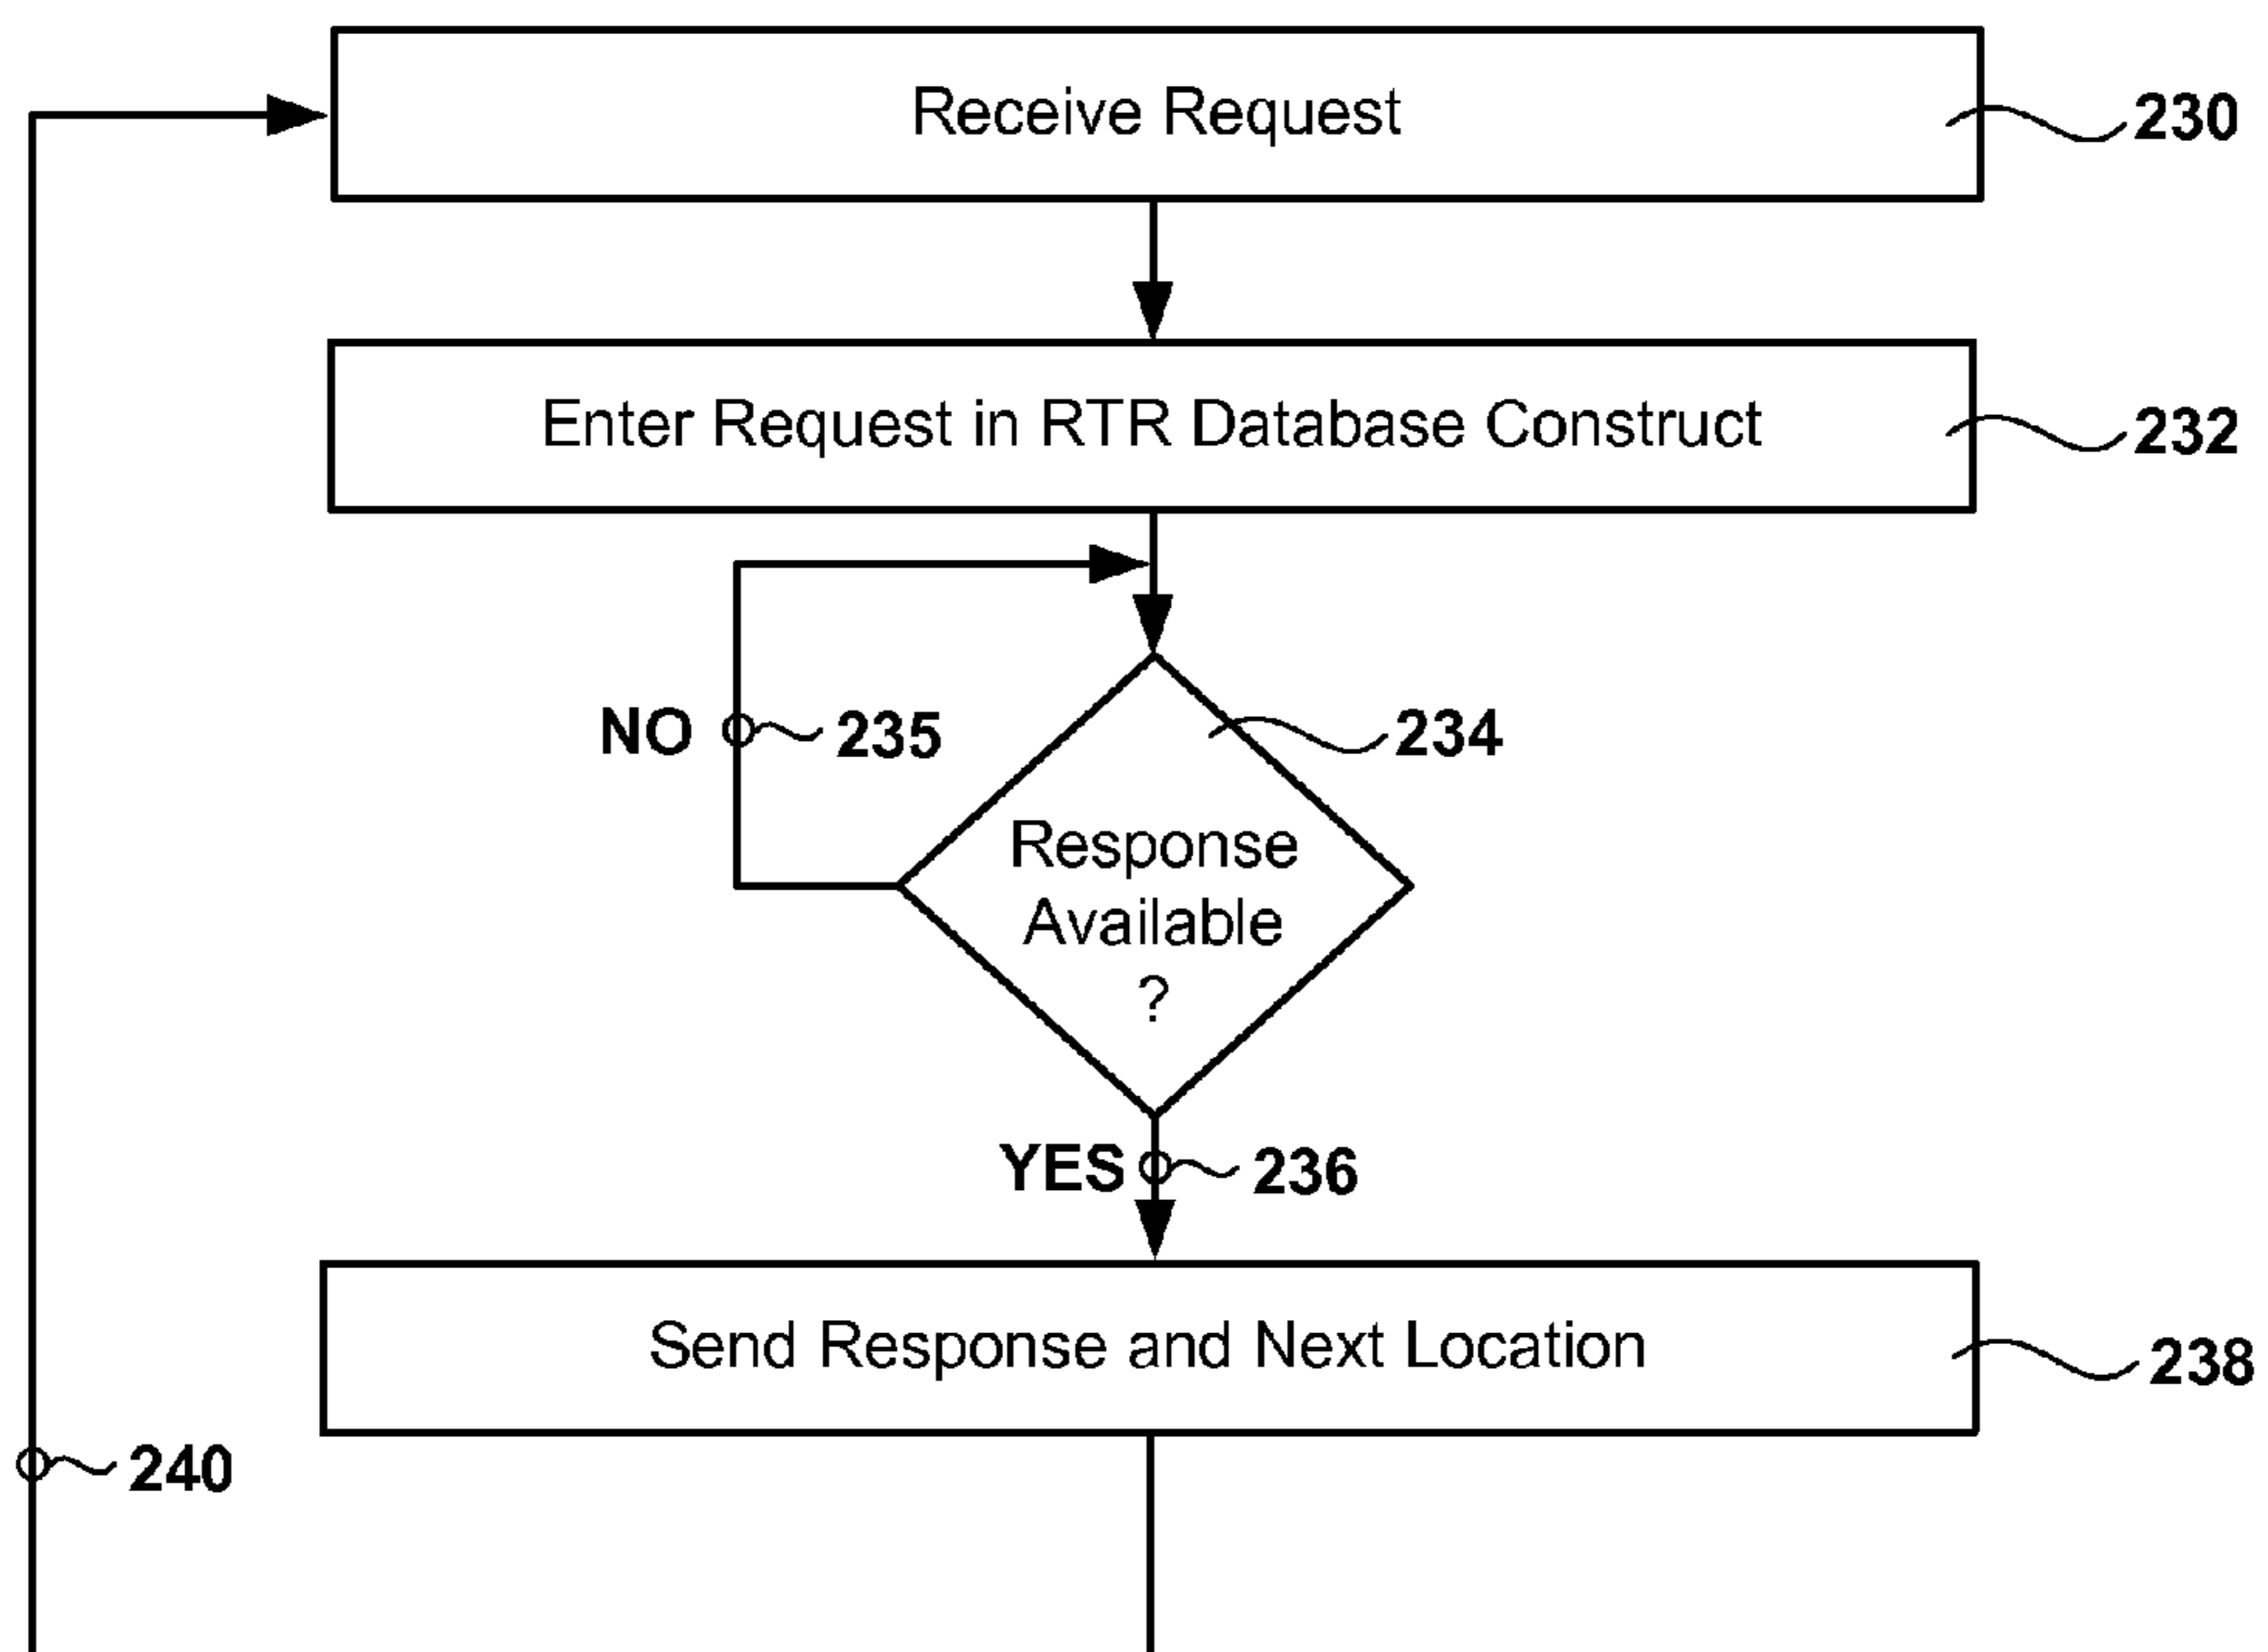 Receive Request
230
Enter Request in RTR Database Construct
232
NO
235
234
Response
Available
?
YES
236
Send Response and Next Location
238
240